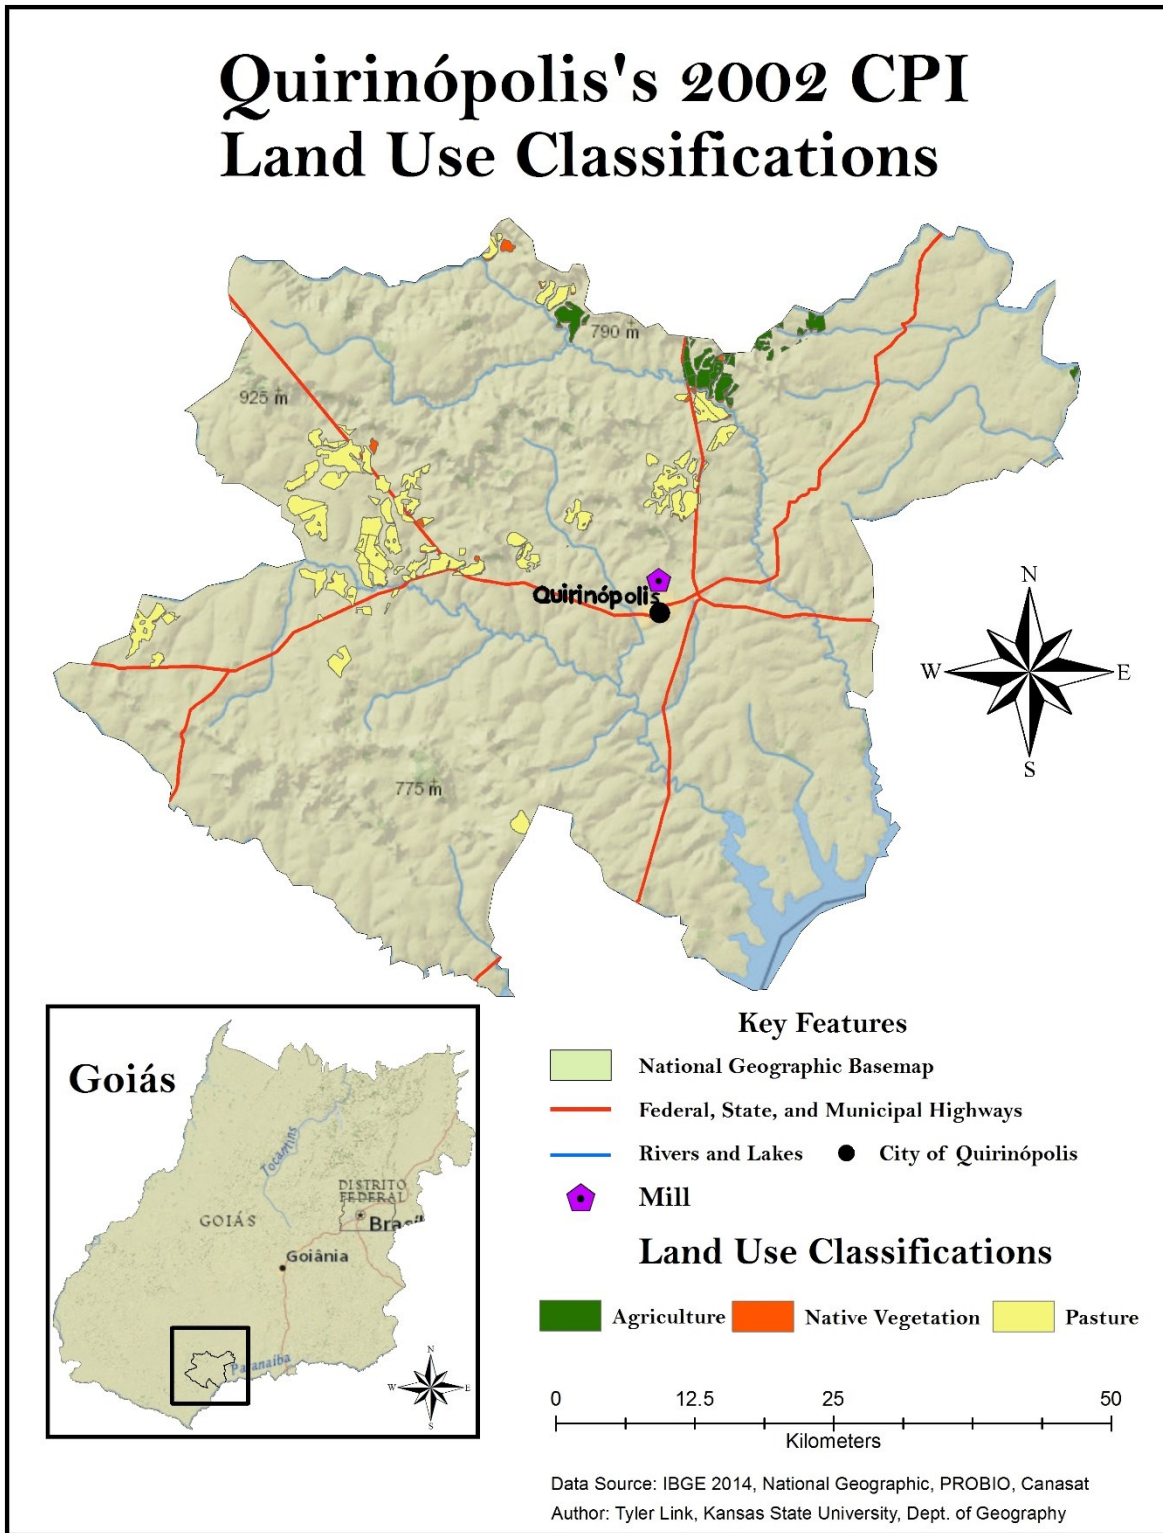 Quirinópolis's 2002 CPI
Land Use Classifications
790 m
925 m
Quirinópolis
775 m
N
W
E
S
Goiás
Tocantins
DISTRITO
FEDERAL
GOIÁS
Brasíl
Goiânia
Paranaíba
N
W
E
S
Key Features
National Geographic Basemap
Federal, State, and Municipal Highways
Rivers and Lakes
City of Quirinópolis
Mill
Land Use Classifications
Agriculture
Native Vegetation
Pasture
0
12.5
25
50
Kilometers
Data Source: IBGE 2014, National Geographic, PROBIO, Canasat
Author: Tyler Link, Kansas State University, Dept. of Geography